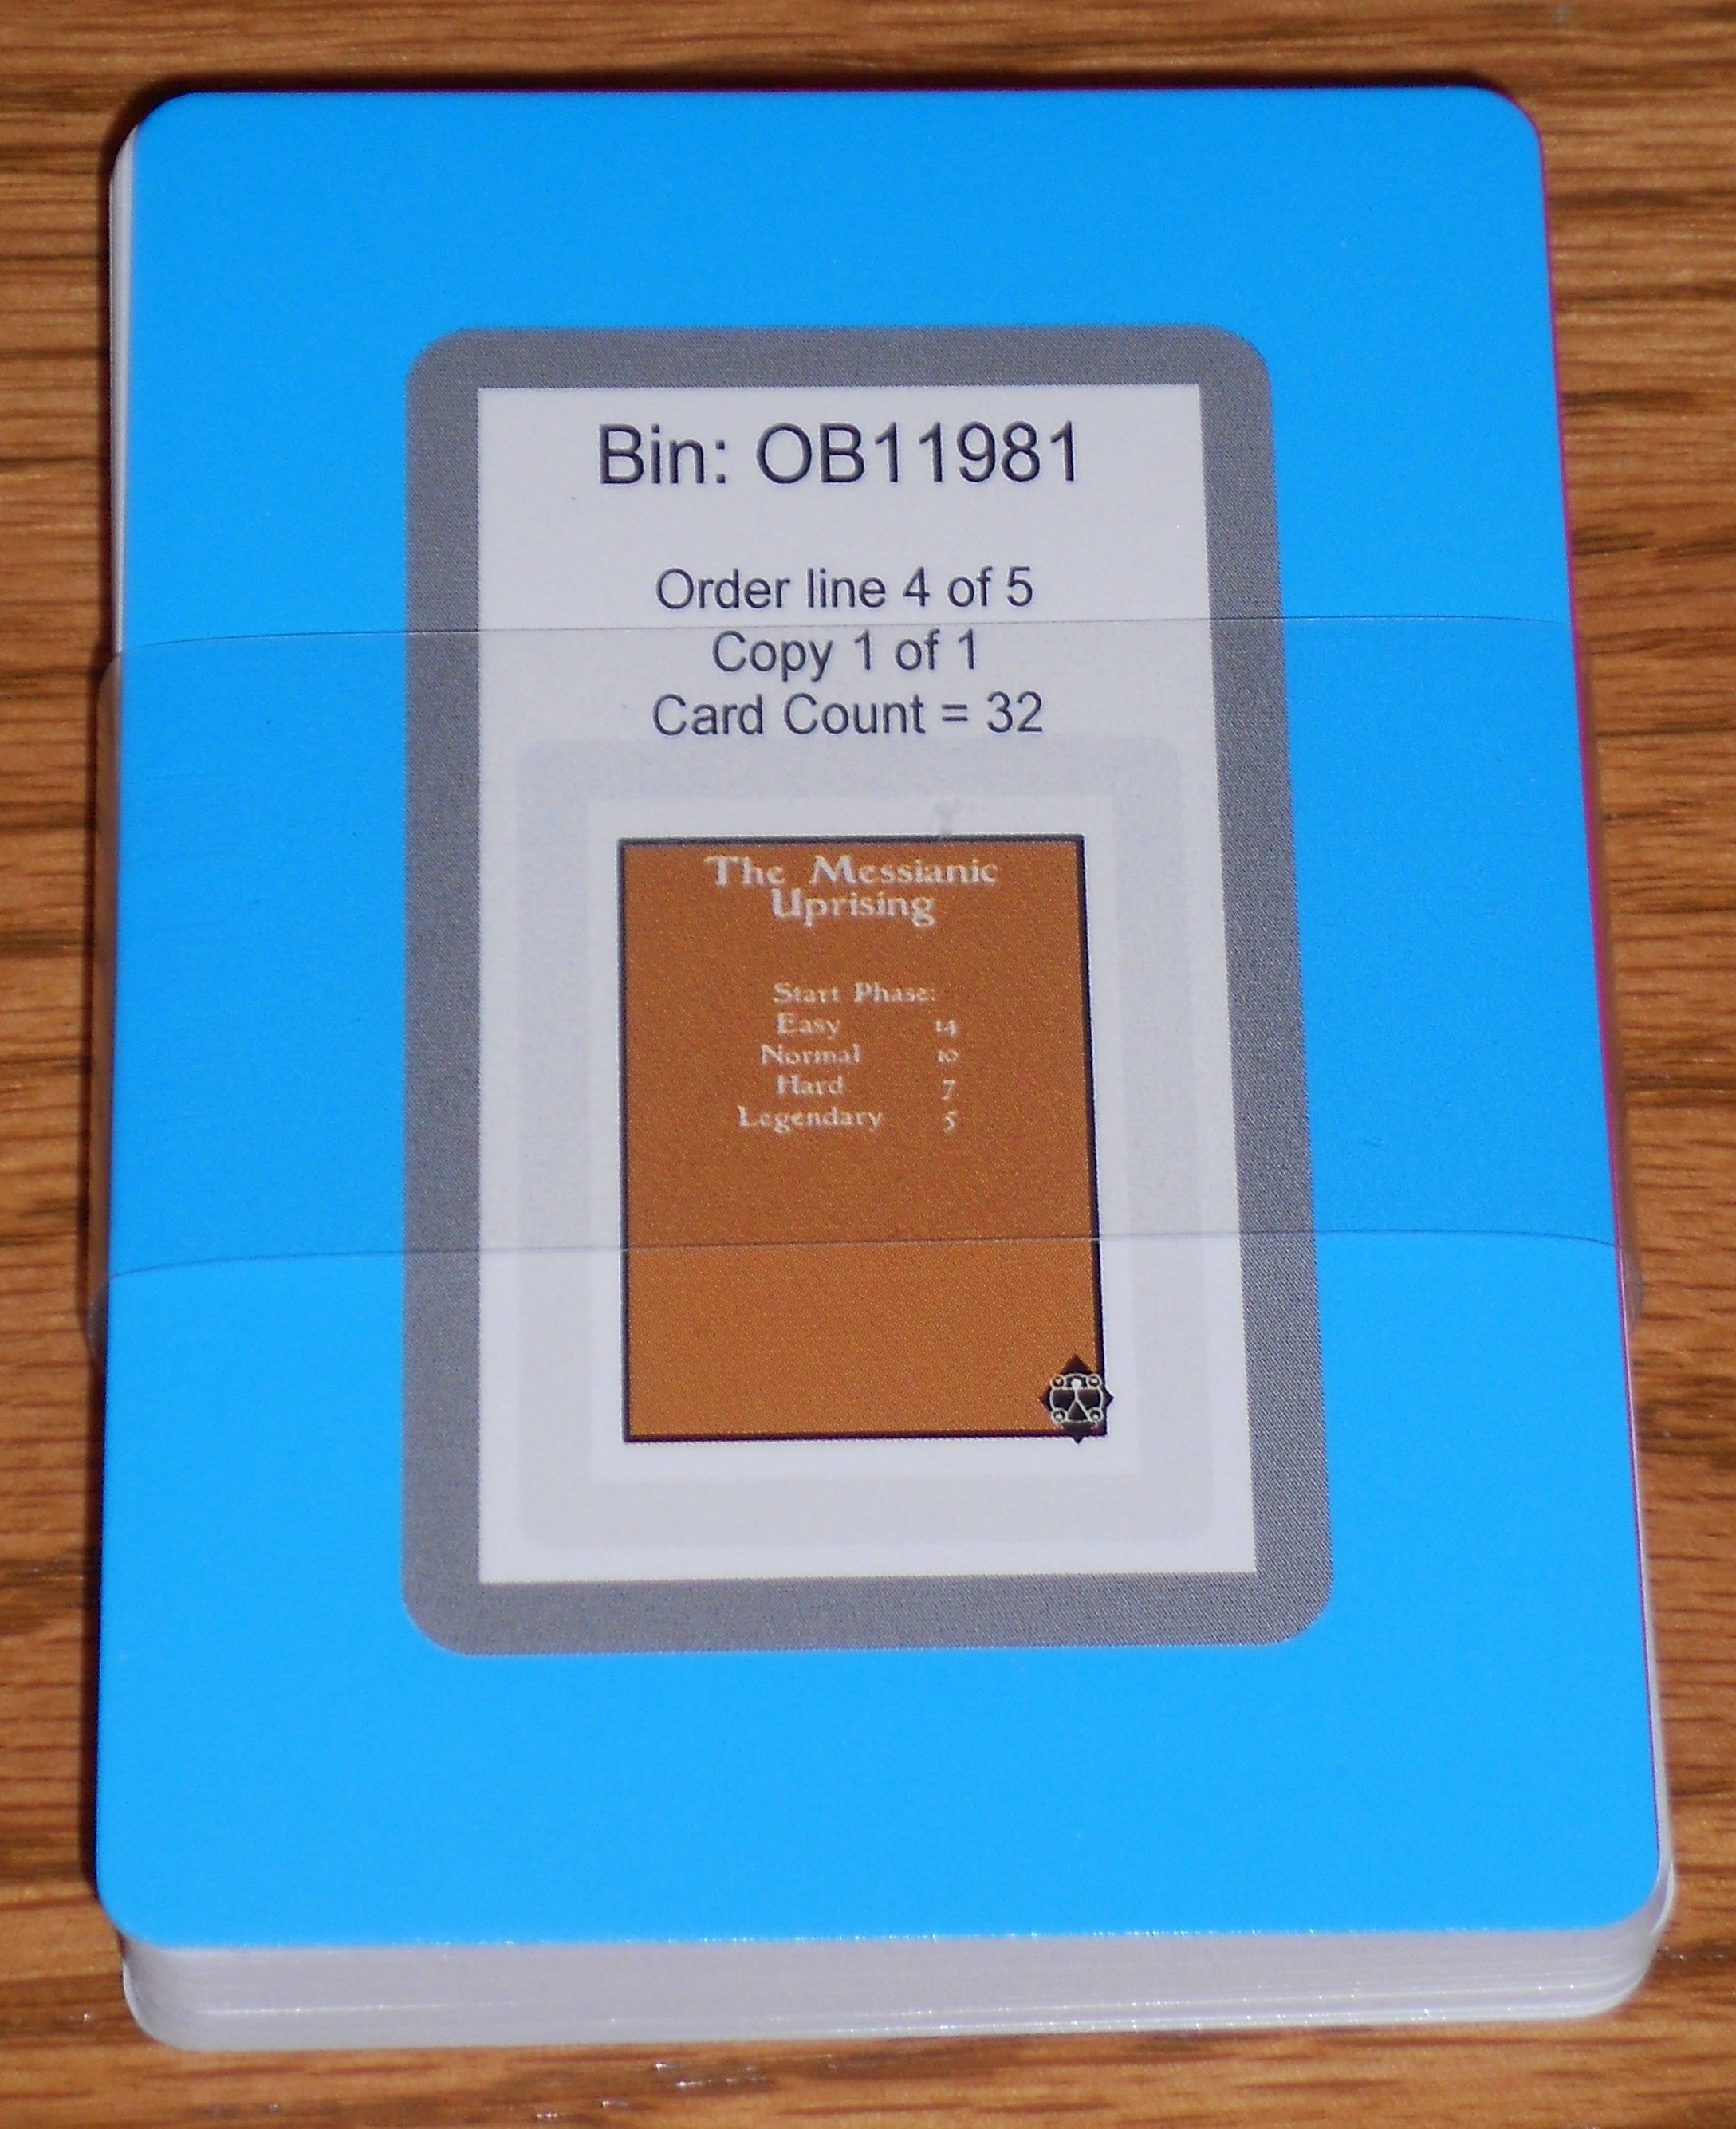 Bin: OB11981
Order line 4 of 5
Copy 1 of 1
Card Count = 32
The Messianic
Uprising
Start Phase:
Easy 14
Normal 10
Hard 7
Legendary 5